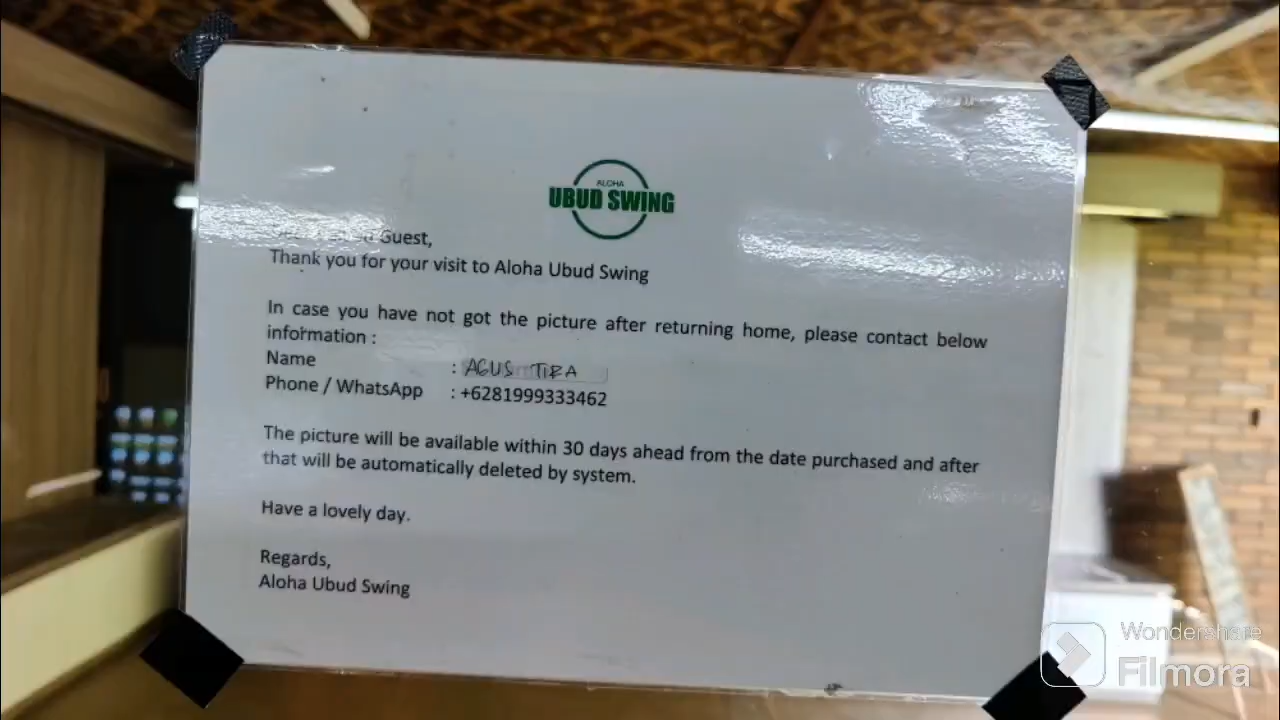 ALOHA
UBUD SWING
Guest,
Thank you for your visit to Aloha Ubud Swing
In case you have not got the picture after returning home, please contact below
information :
Name : AGUS TIRA
Phone / WhatsApp : +6281999333462
The picture will be available within 30 days ahead from the date purchased and after
that will be automatically deleted by system.
Have a lovely day.
Regards,
Aloha Ubud Swing
Wondershare
Filmora